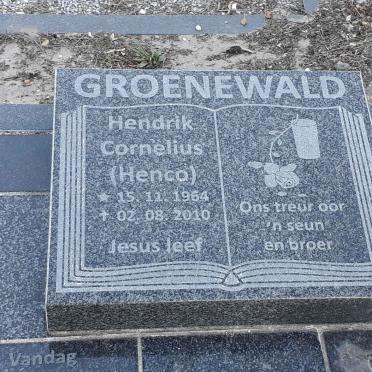 GROENEWALD
Hendrik
Cornelius
(Henco)
★ 15. 11. 1964
✝ 02. 08. 2010
Jesus leef
Ons treur oor
'n seun
en broer
Vandag